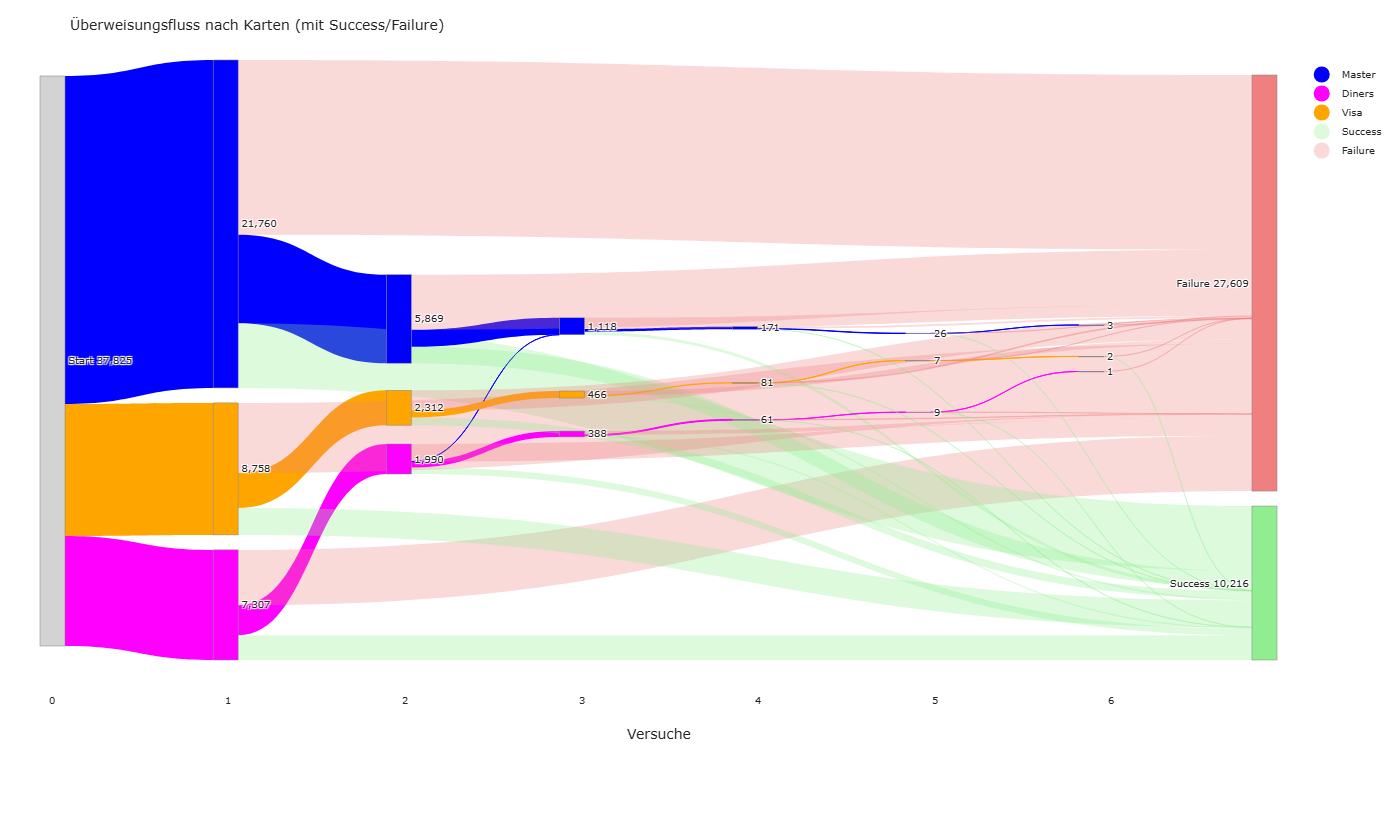 Überweisungsfluss nach Karten (mit Success/Failure)
Master
Diners
Visa
Success
Failure
Start 37,825
21,760
8,758
7,307
5,869
2,312
1,990
1,118
466
388
171
81
61
26
7
9
3
2
1
Failure 27,609
Success 10,216
0 1 2 3 4 5 6
Versuche